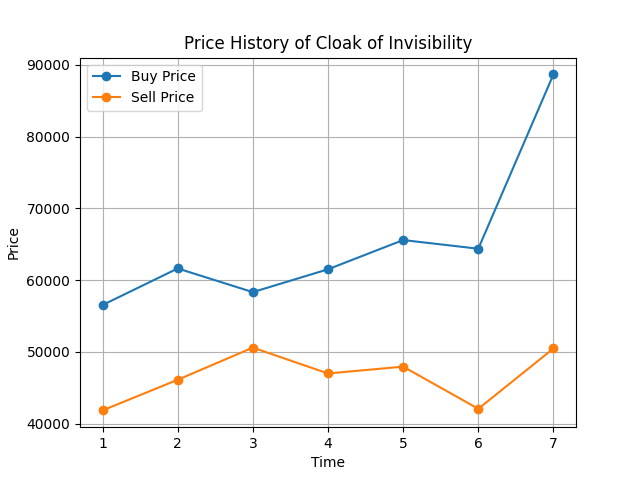 Price History of Cloak of Invisibility
Buy Price
Sell Price
Price
90000
80000
70000
60000
50000
40000
1 2 3 4 5 6 7
Time